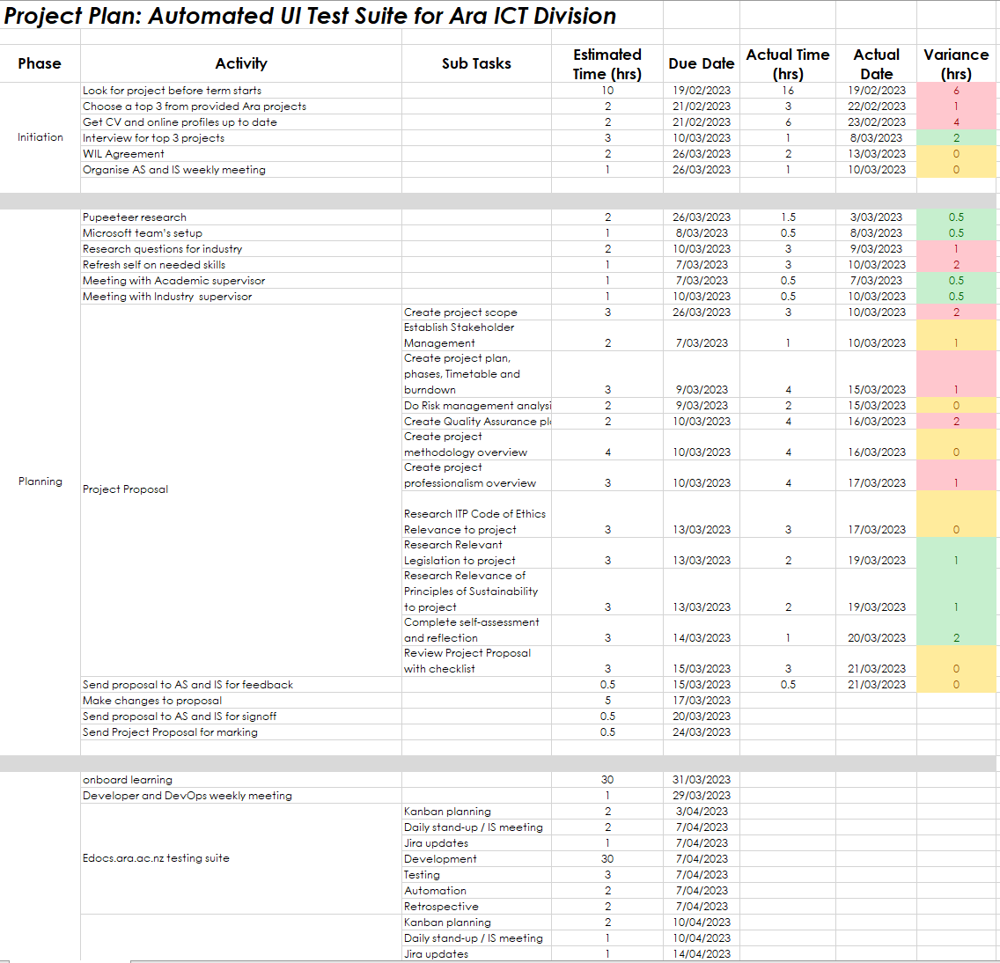 Project Plan: Automated UI Test Suite for Ara ICT Division
Phase Activity Sub Tasks Estimated Time (hrs) Due Date Actual Time (hrs) Actual Date Variance (hrs)
Initiation
Look for project before term starts 10 19/02/2023 16 19/02/2023 6
Choose a top 3 from provided Ara projects 2 21/02/2023 3 22/02/2023 1
Get CV and online profiles up to date 2 21/02/2023 6 23/02/2023 4
Interview for top 3 projects 3 10/03/2023 1 8/03/2023 2
WIL Agreement 2 26/03/2023 2 13/03/2023 0
Organise AS and IS weekly meeting 1 26/03/2023 1 10/03/2023 0
Planning
Pupeeteer research 2 26/03/2023 1.5 3/03/2023 0.5
Microsoft team's setup 1 8/03/2023 0.5 8/03/2023 0.5
Research questions for industry 2 10/03/2023 3 9/03/2023 1
Refresh self on needed skills 1 7/03/2023 3 10/03/2023 2
Meeting with Academic supervisor 1 7/03/2023 0.5 7/03/2023 0.5
Meeting with Industry supervisor 1 10/03/2023 0.5 10/03/2023 0.5
Project Proposal
Create project scope 3 26/03/2023 3 10/03/2023 2
Establish Stakeholder
Management 2 7/03/2023 1 10/03/2023 1
Create project plan,
phases, Timetable and
burndown 3 9/03/2023 4 15/03/2023 1
Do Risk management analysi 2 9/03/2023 2 15/03/2023 0
Create Quality Assurance pl 2 10/03/2023 4 16/03/2023 2
Create project
methodology overview 4 10/03/2023 4 16/03/2023 0
Create project
professionalism overview 3 10/03/2023 4 17/03/2023 1
Research ITP Code of Ethics
Relevance to project 3 13/03/2023 3 17/03/2023 0
Research Relevant
Legislation to project 3 13/03/2023 2 19/03/2023 1
Research Relevance of
Principles of Sustainability
to project 3 13/03/2023 2 19/03/2023 1
Complete self-assessment
and reflection 3 14/03/2023 1 20/03/2023 2
Review Project Proposal
with checklist 3 15/03/2023 3 21/03/2023 0
Send proposal to AS and IS for feedback 0.5 15/03/2023 0.5 21/03/2023 0
Make changes to proposal 5 17/03/2023
Send proposal to AS and IS for signoff 0.5 20/03/2023
Send Project Proposal for marking 0.5 24/03/2023
onboard learning 30 31/03/2023
Developer and DevOps weekly meeting 1 29/03/2023
Edocs.ara.ac.nz testing suite
Kanban planning 2 3/04/2023
Daily stand-up / IS meeting 2 7/04/2023
Jira updates 1 7/04/2023
Development 30 7/04/2023
Testing 3 7/04/2023
Automation 2 7/04/2023
Retrospective 2 7/04/2023
Kanban planning 2 10/04/2023
Daily stand-up / IS meeting 1 10/04/2023
Jira updates 1 14/04/2023